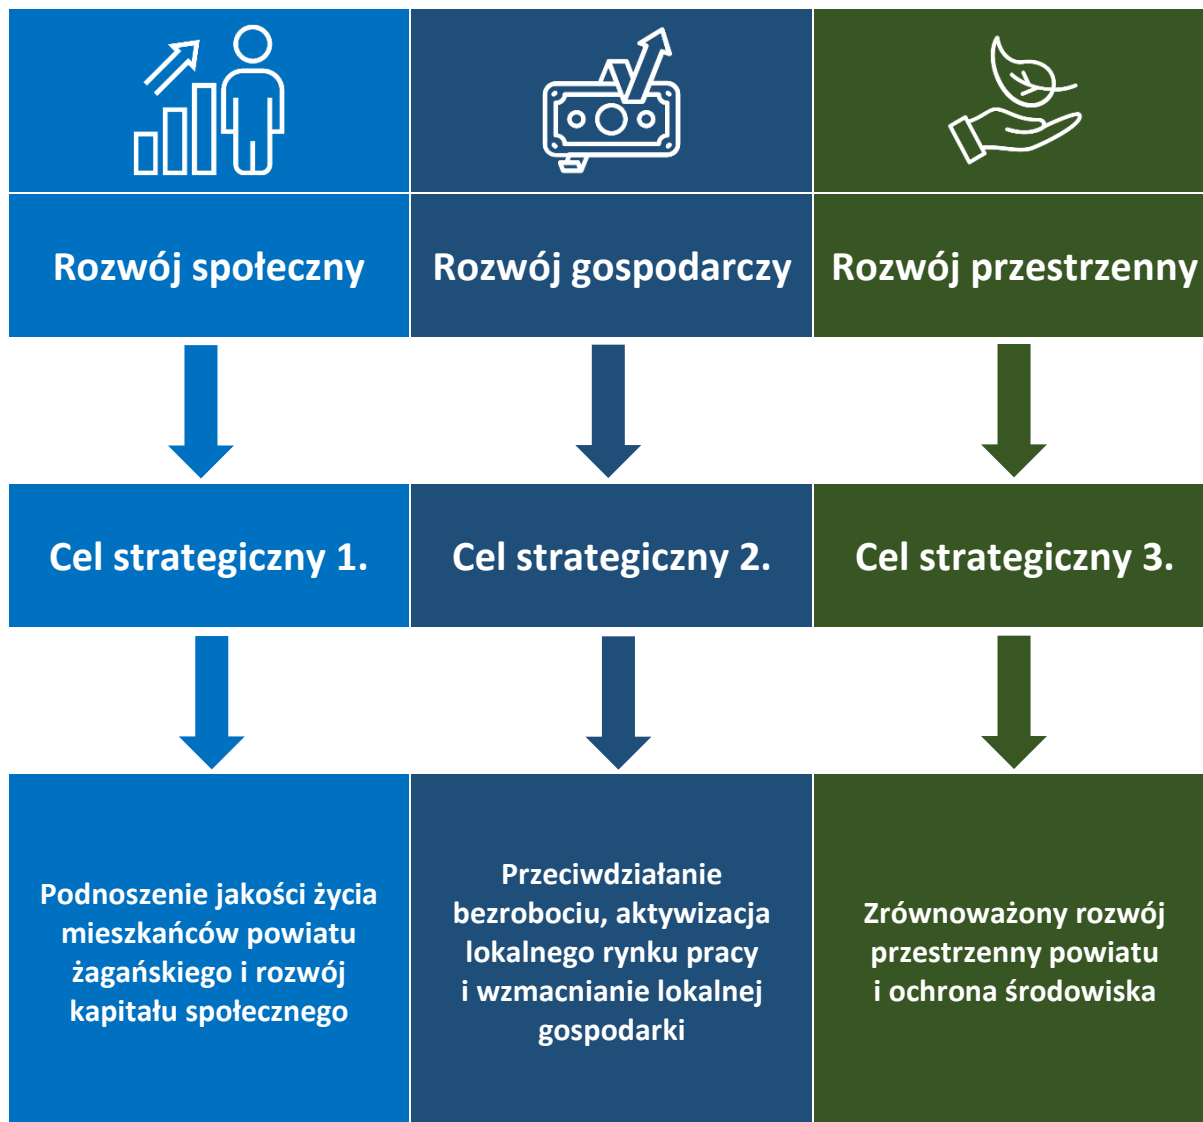 Rozwój społeczny
Rozwój gospodarczy
Rozwój przestrzenny
Cel strategiczny 1.
Cel strategiczny 2.
Cel strategiczny 3.
Podnoszenie jakości życia
mieszkańców powiatu
żagańskiego i rozwój
kapitału społecznego
Przeciwdziałanie
bezrobociu, aktywizacja
lokalnego rynku pracy
i wzmacnianie lokalnej
gospodarki
Zrównoważony rozwój
przestrzenny powiatu
i ochrona środowiska